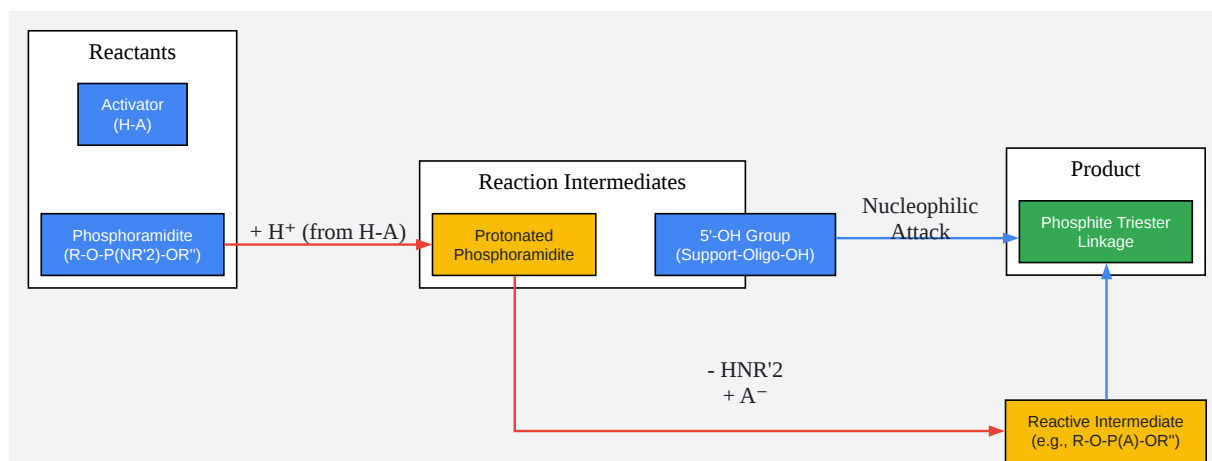 Reactants
Activator
(H-A)
Phosphoramidite
(R-O-P(NR'2)-OR")
+ H⁺ (from H-A)
Reaction Intermediates
Protonated
Phosphoramidite
5'-OH Group
(Support-Oligo-OH)
Nucleophilic
Attack
Product
Phosphite Triester
Linkage
- HNR'2
+ A⁻
Reactive Intermediate
(e.g., R-O-P(A)-OR")